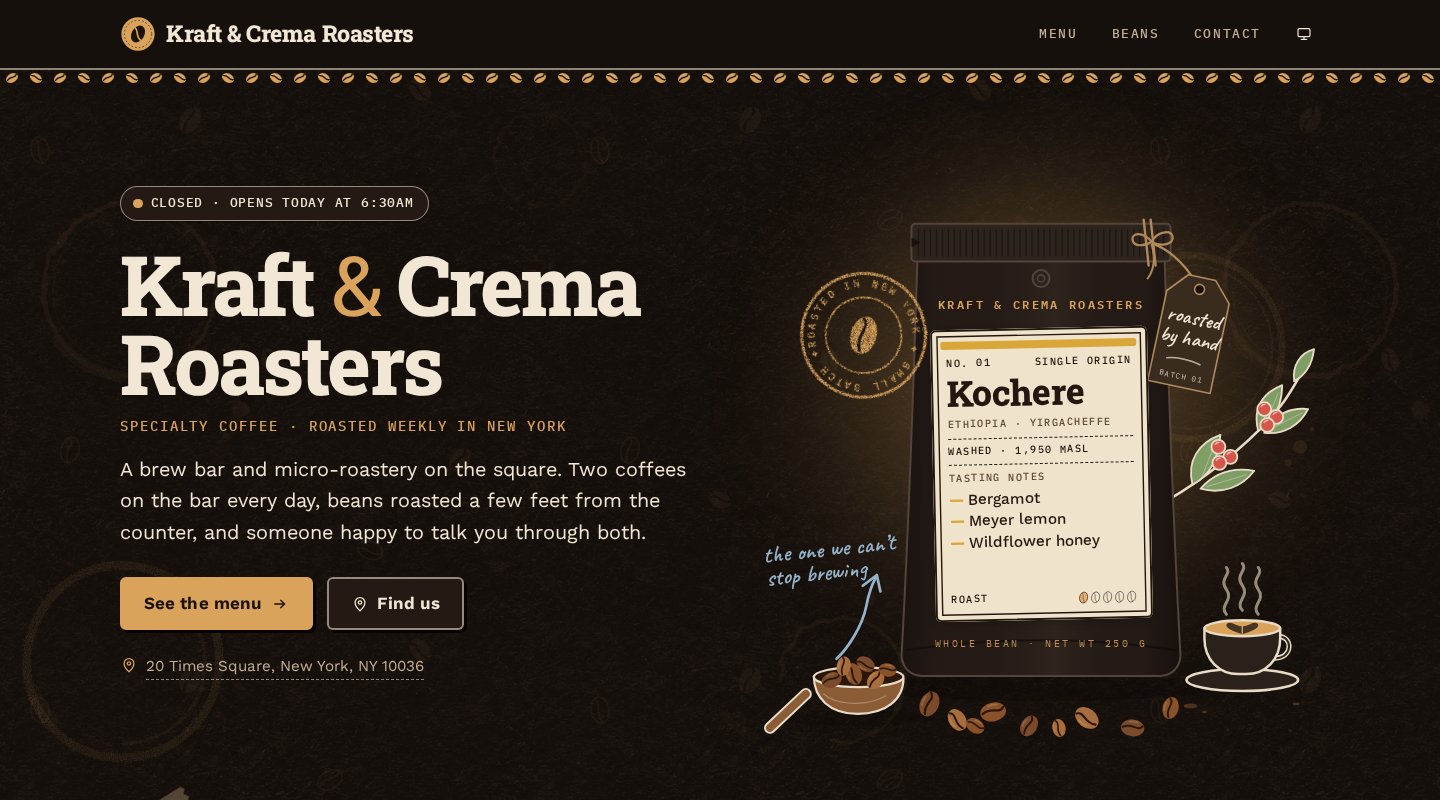 Kraft & Crema Roasters
MENU
BEANS
CONTACT
CLOSED · OPENS TODAY AT 6:30AM
Kraft & Crema
Roasters
SPECIALTY COFFEE · ROASTED WEEKLY IN NEW YORK
A brew bar and micro-roastery on the square. Two coffees
on the bar every day, beans roasted a few feet from the
counter, and someone happy to talk you through both.
See the menu
Find us
20 Times Square, New York, NY 10036
ROASTED IN NEW YORK
SMALL BATCH
KRAFT & CREMA ROASTERS
NO. 01
SINGLE ORIGIN
Kochere
ETHIOPIA · YIRGACHEFFE
WASHED · 1,950 MASL
TASTING NOTES
Bergamot
Meyer lemon
Wildflower honey
ROAST
WHOLE BEAN · NET WT 250 G
roasted
by hand
BATCH 01
the one we can't
stop brewing